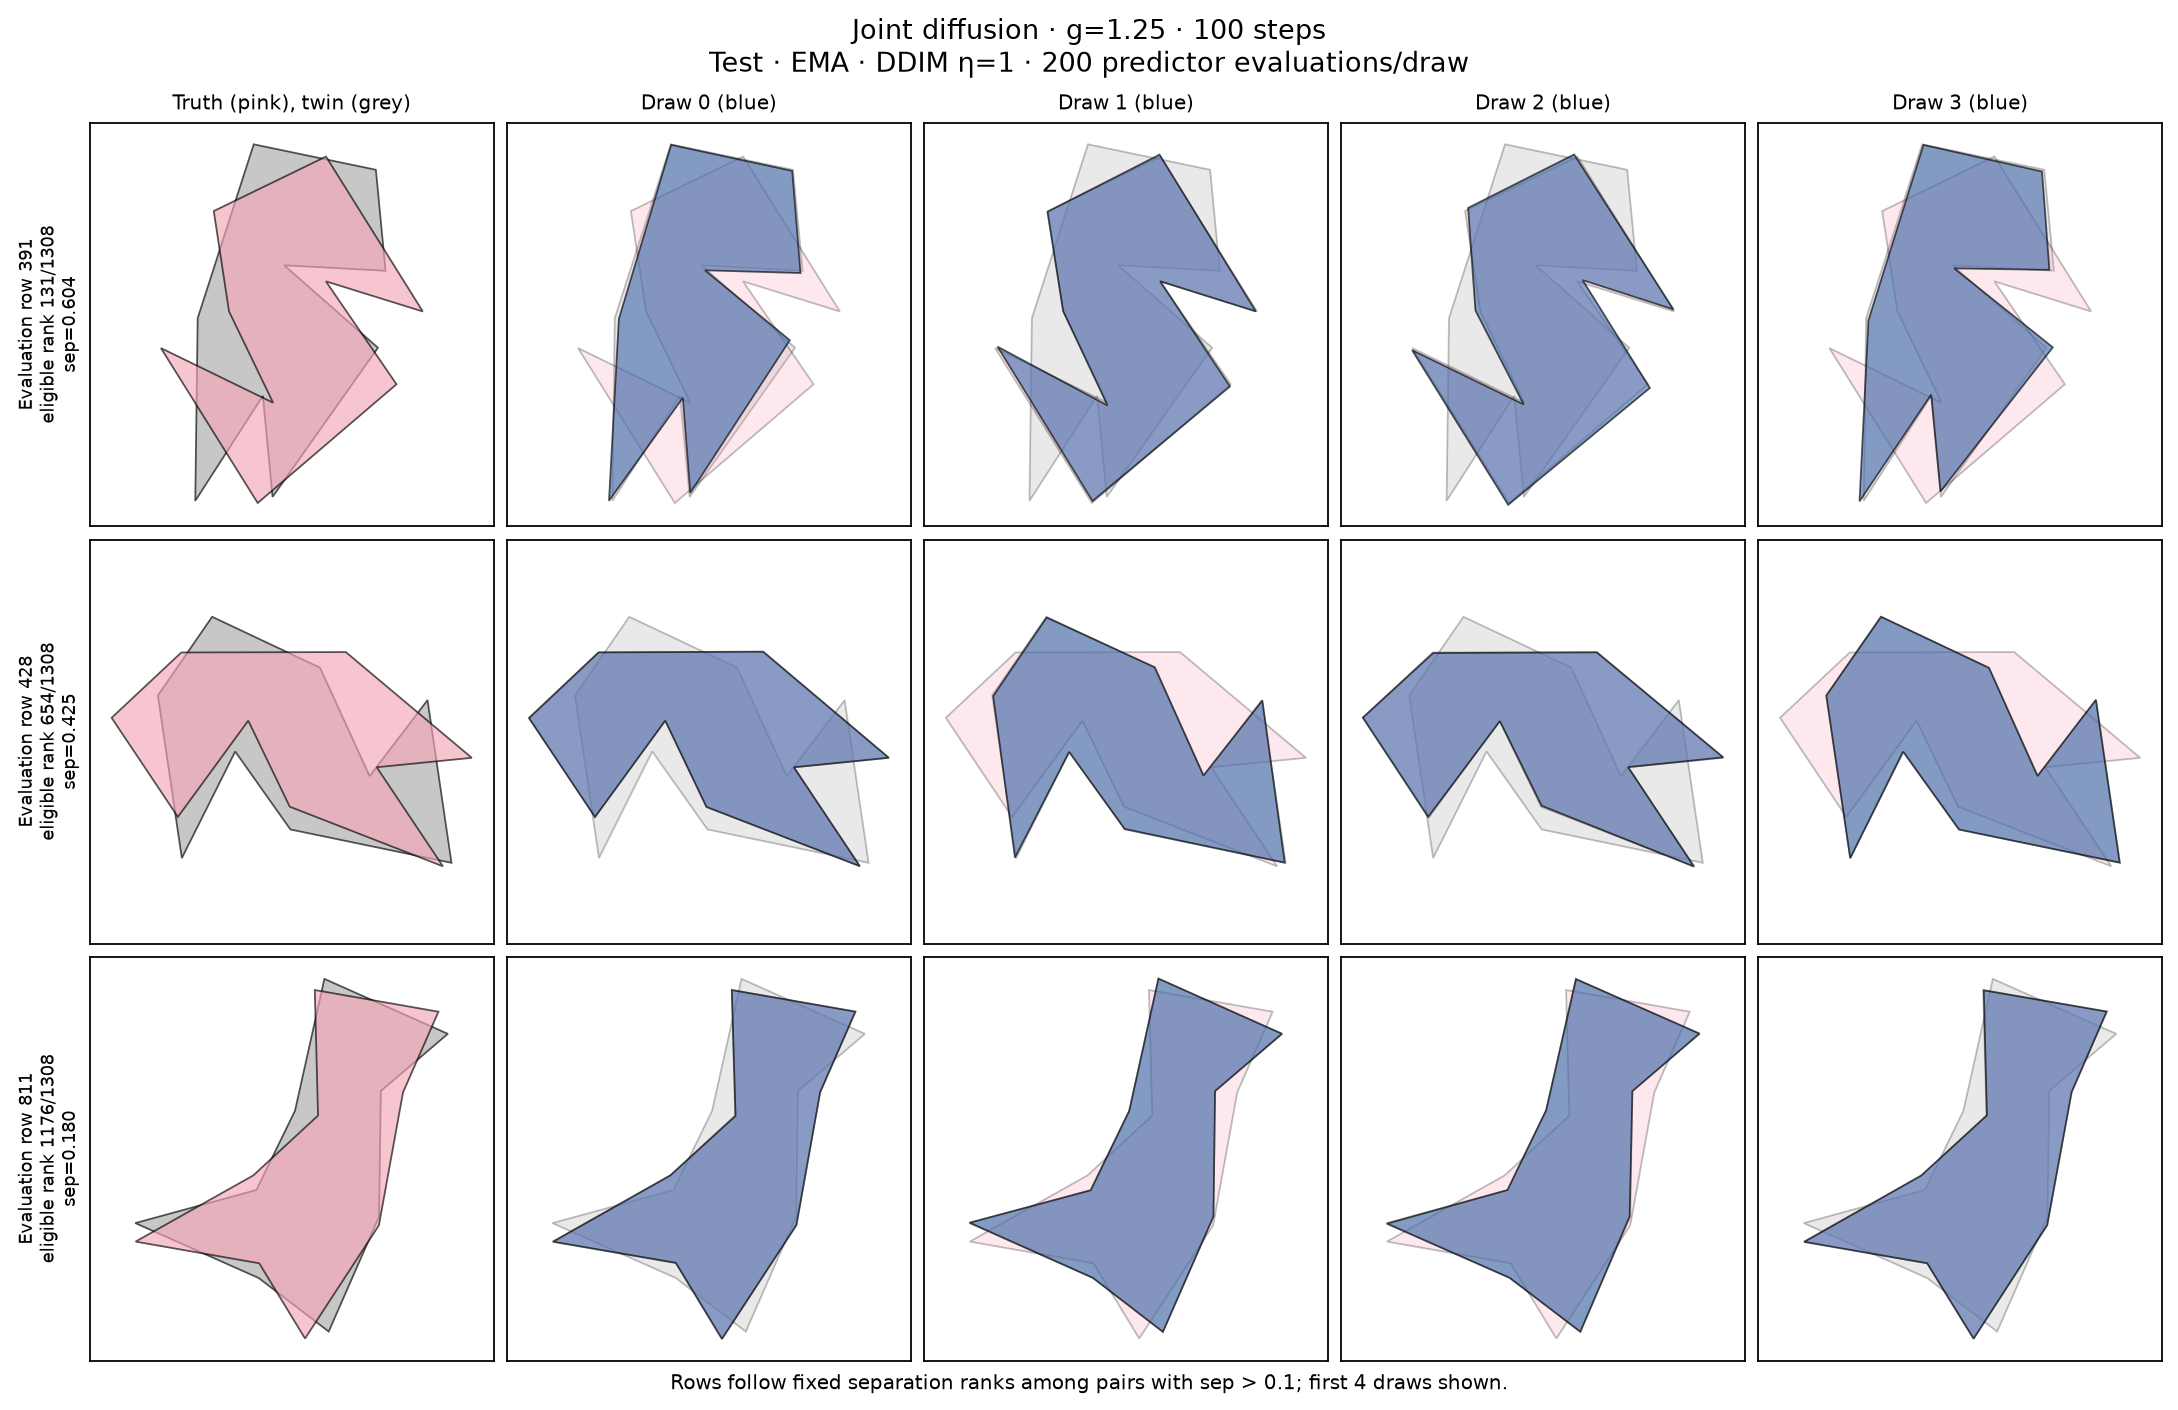 Joint diffusion · g=1.25 · 100 steps
Test · EMA · DDIM η=1 · 200 predictor evaluations/draw
Truth (pink), twin (grey)
Draw 0 (blue)
Draw 1 (blue)
Draw 2 (blue)
Draw 3 (blue)
Evaluation row 391
eligible rank 131/1308
sep=0.604
Evaluation row 428
eligible rank 654/1308
sep=0.425
Evaluation row 811
eligible rank 1176/1308
sep=0.180
Rows follow fixed separation ranks among pairs with sep > 0.1; first 4 draws shown.